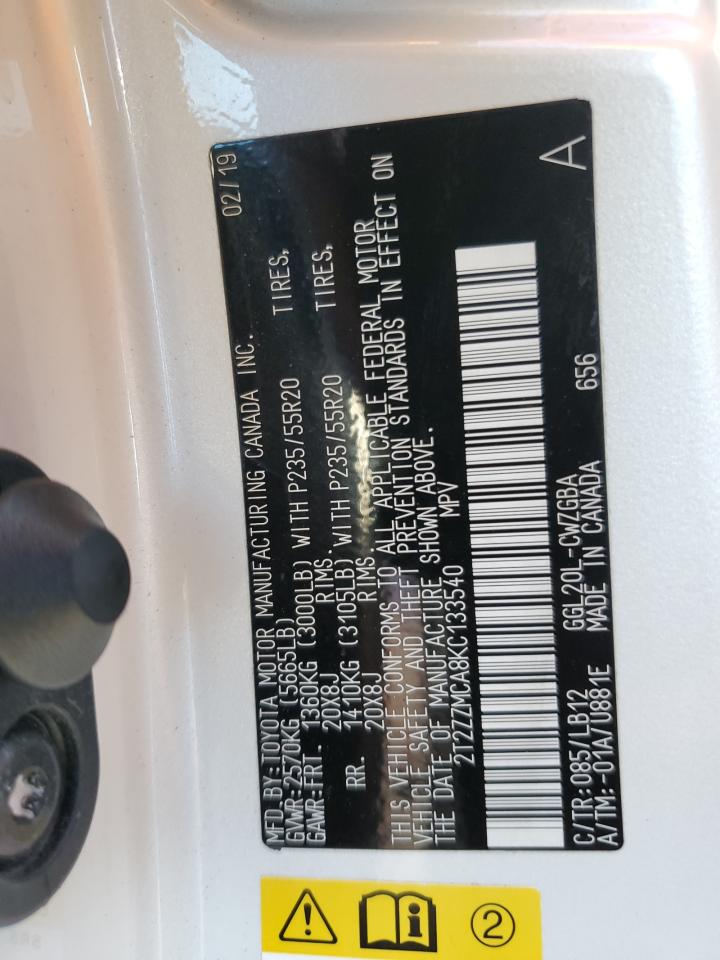 MFD.BY:TOYOTA MOTOR MANUFACTURING CANADA INC. 02/19
GVWR:2570KG (5665LB)
GAWR:FRT. 1360KG (3000LB) WITH P235/55R20 TIRES,
20X8J RIMS.
RR. 1410KG (3105LB) WITH P235/55R20 TIRES,
20X8J RIMS.
THIS VEHICLE CONFORMS TO ALL APPLICABLE FEDERAL MOTOR
VEHICLE SAFETY AND THEFT PREVENTION STANDARDS IN EFFECT ON
THE DATE OF MANUFACTURE SHOWN ABOVE.
2T2ZZMCA8KC133540 MPV
C/TR:085/LB12 GGL20L-CWZGBA
A/TM:-01A/U881E MADE IN CANADA 656
A
2